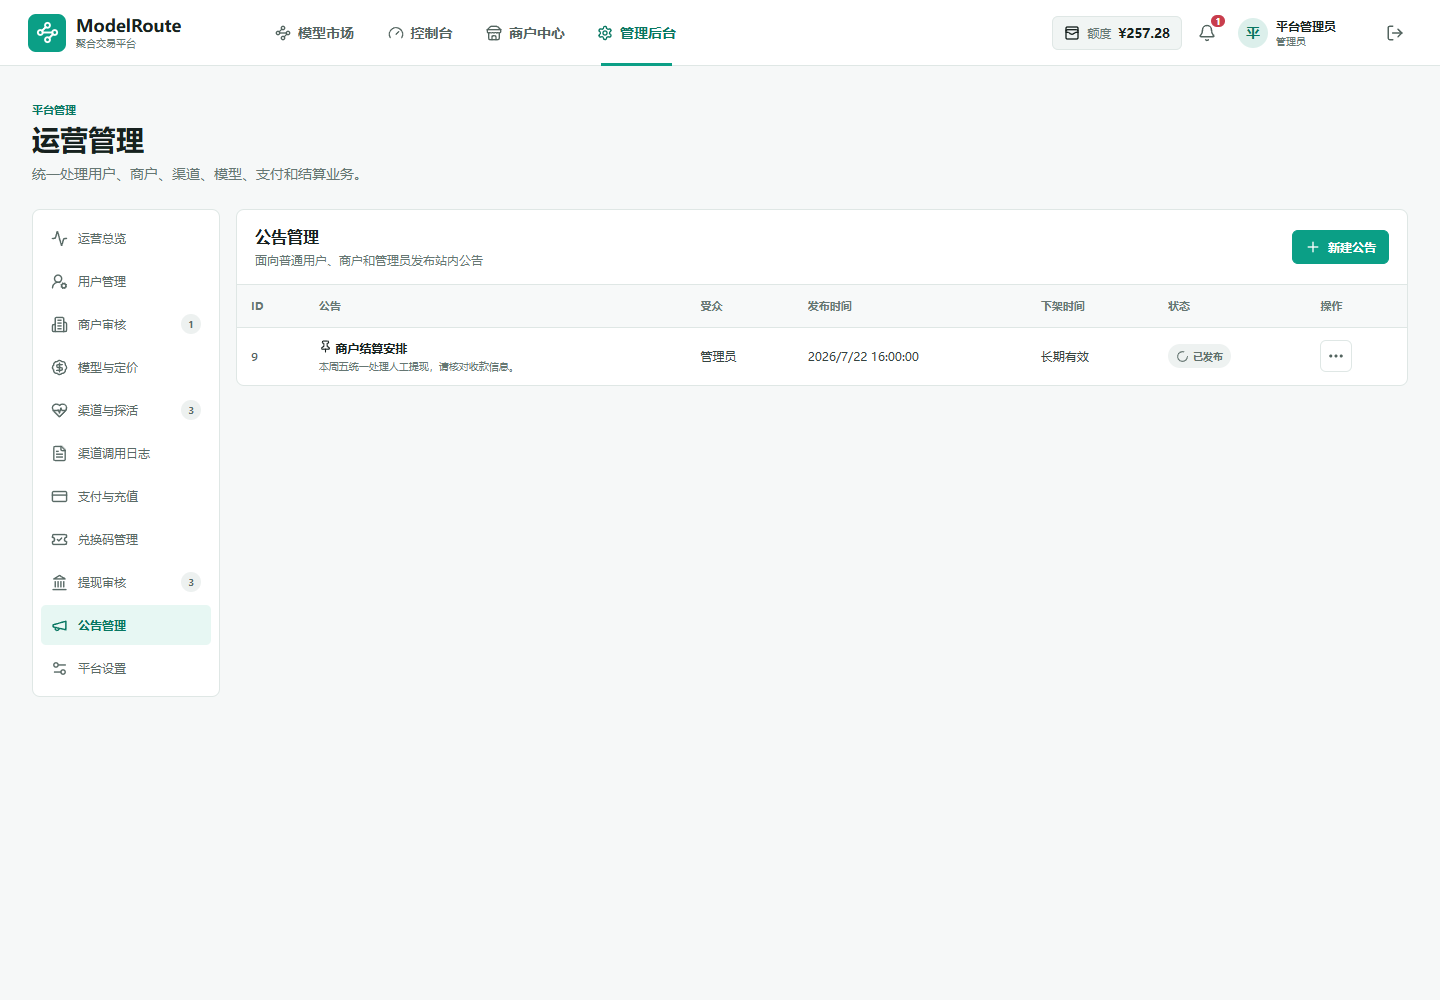 ModelRoute
聚合交易平台
模型市场
控制台
商户中心
管理后台
额度 ¥257.28
1
平
平台管理员
管理员
平台管理
运营管理
统一处理用户、商户、渠道、模型、支付和结算业务。
运营总览
用户管理
商户审核 1
模型与定价
渠道与探活 3
渠道调用日志
支付与充值
兑换码管理
提现审核 3
公告管理
平台设置
公告管理
面向普通用户、商户和管理员发布站内公告
新建公告
ID 公告 受众 发布时间 下架时间 状态 操作
9 商户结算安排 管理员 2026/7/22 16:00:00 长期有效 已发布
本周五统一处理人工提现，请核对收款信息。